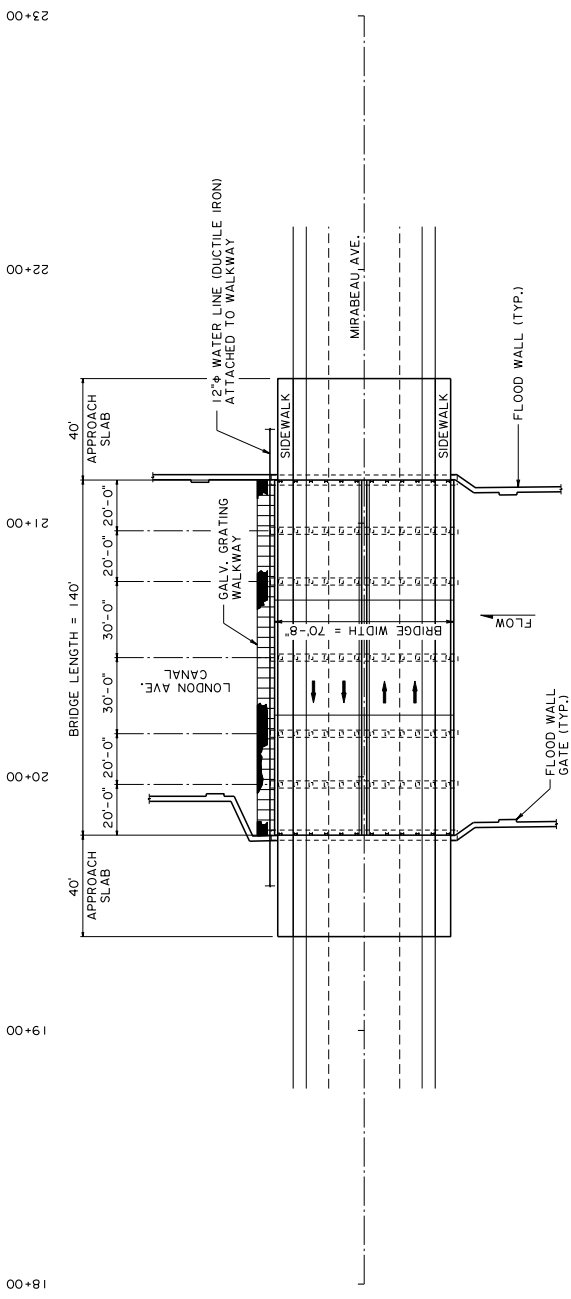 18+00
19+00
20+00
21+00
22+00
23+00
40'
APPROACH
SLAB
BRIDGE LENGTH = 140'
20'-0"
20'-0"
30'-0"
30'-0"
20'-0"
20'-0"
40'
APPROACH
SLAB
LONDON AVE.
CANAL
GALV. GRATING
WALKWAY
12"Φ WATER LINE (DUCTILE IRON)
ATTACHED TO WALKWAY
SIDEWALK
BRIDGE WIDTH = 70'-8"
MIRABEAU AVE.
SIDEWALK
FLOW
FLOOD WALL
GATE (TYP.)
FLOOD WALL (TYP.)